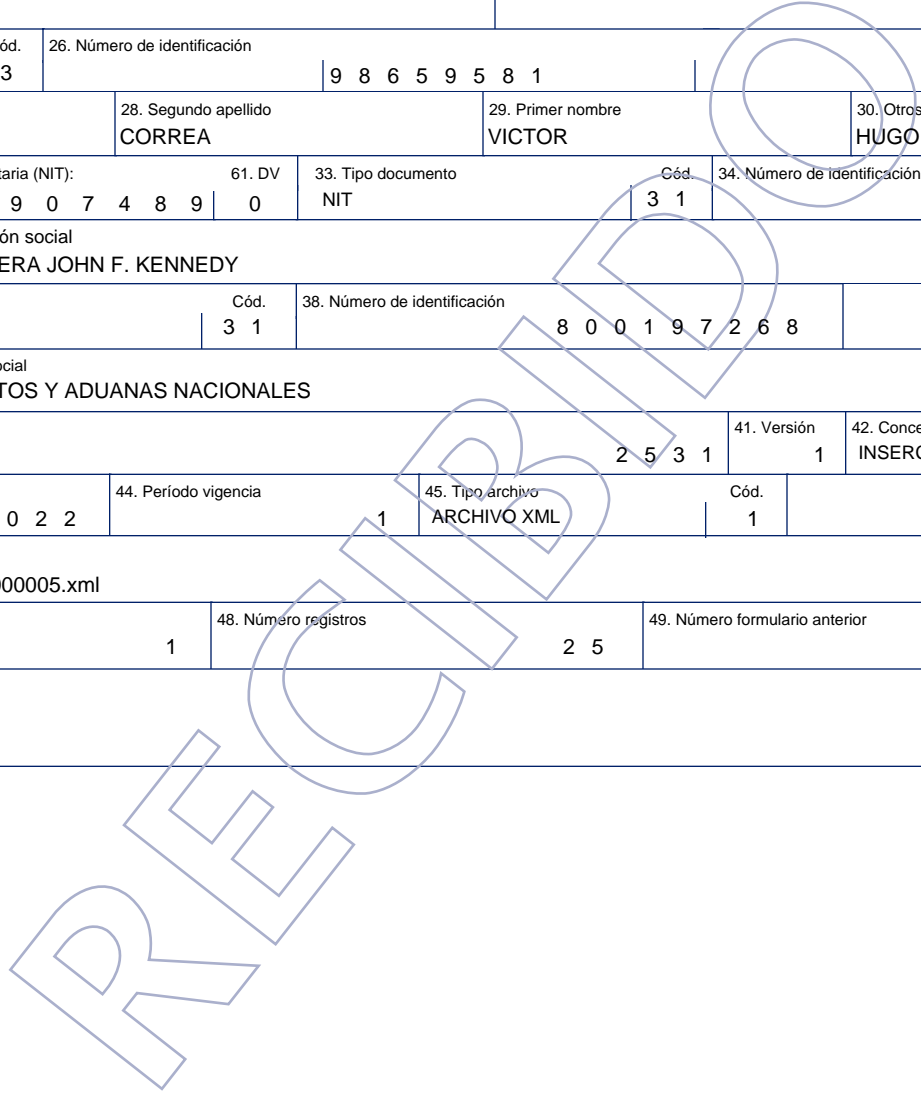 ód. 26. Número de identificación
3 9 8 6 5 9 5 8 1
28. Segundo apellido 29. Primer nombre 30. Otros
CORREA VICTOR HUGO
taria (NIT): 61. DV 33. Tipo documento Cód. 34. Número de identificación
9 0 7 4 8 9 0 NIT 3 1
ón social
ERA JOHN F. KENNEDY
Cód. 38. Número de identificación
3 1 8 0 0 1 9 7 2 6 8
ocial
TOS Y ADUANAS NACIONALES
41. Versión 42. Conce
2 5 3 1 1 INSERC
44. Período vigencia 45. Tipo archivo Cód.
0 2 2 1 ARCHIVO XML 1
000005.xml
48. Número registros 49. Número formulario anterior
1 2 5
RECIBIDO